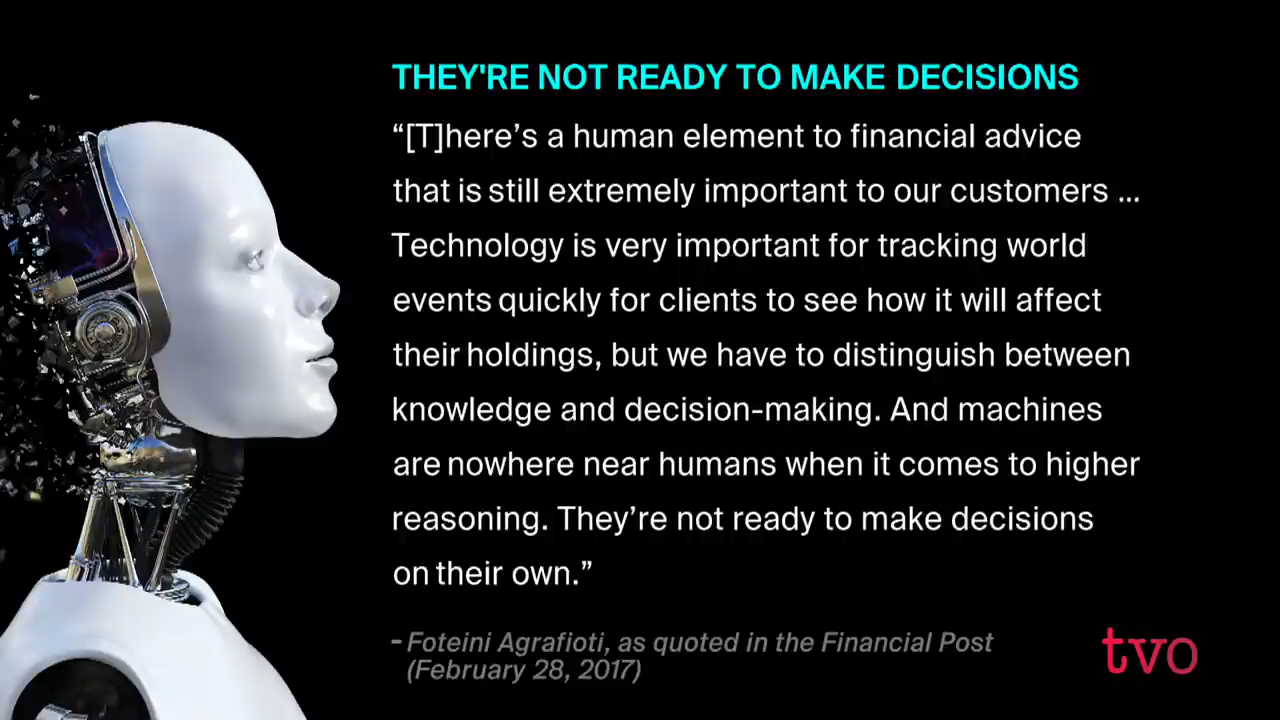 THEY'RE NOT READY TO MAKE DECISIONS
“[T]here’s a human element to financial advice
that is still extremely important to our customers ...
Technology is very important for tracking world
events quickly for clients to see how it will affect
their holdings, but we have to distinguish between
knowledge and decision-making. And machines
are nowhere near humans when it comes to higher
reasoning. They’re not ready to make decisions
on their own.”
– Foteini Agrafioti, as quoted in the Financial Post
(February 28, 2017)
tvo